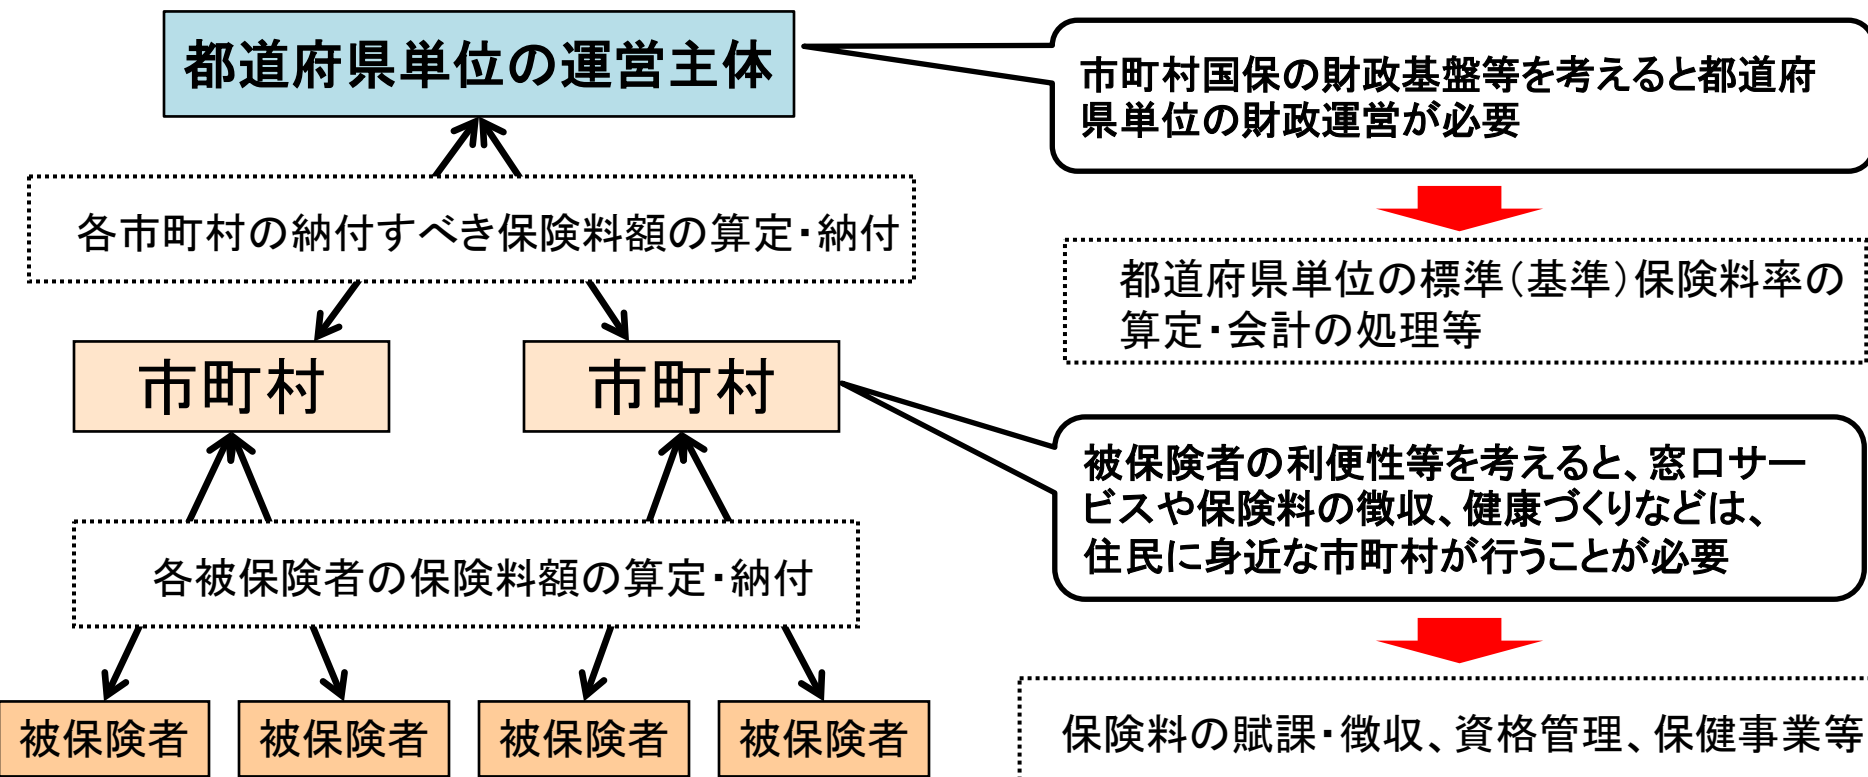 都道府県単位の運営主体
市町村国保の財政基盤等を考えると都道府
県単位の財政運営が必要
各市町村の納付すべき保険料額の算定・納付
都道府県単位の標準(基準)保険料率の
算定・会計の処理等
市町村
市町村
被保険者の利便性等を考えると、窓口サー
ビスや保険料の徴収、健康づくりなどは、
住民に身近な市町村が行うことが必要
各被保険者の保険料額の算定・納付
被保険者
被保険者
被保険者
被保険者
保険料の賦課・徴収、資格管理、保健事業等